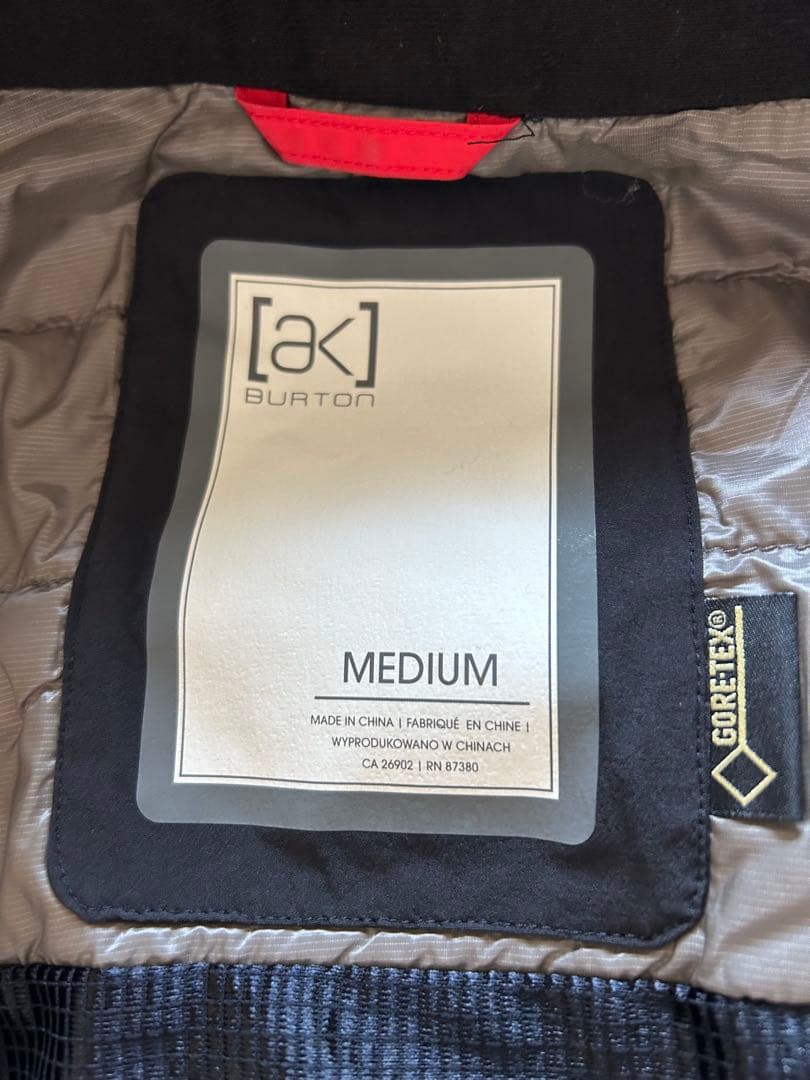 [ak]
BURTON
MEDIUM
MADE IN CHINA | FABRIQUÉ EN CHINE |
WYPRODUKOWANO W CHINACH
CA 26902 | RN 87380
GORE-TEX®